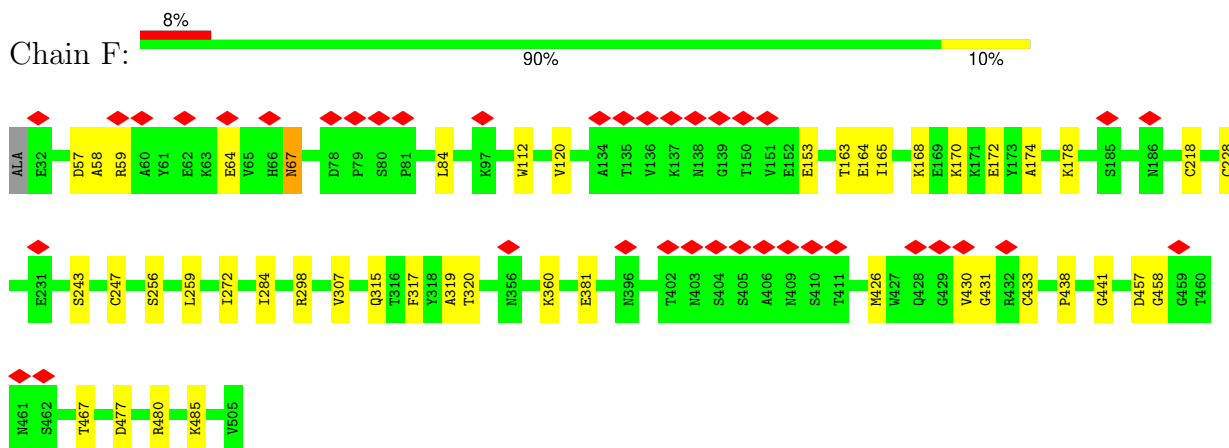 8%
Chain F:
90% 10%
ALA E32 D57 A58 R59 A60 Y61 E62 K63 E64 V65 H66 N67 D78 P79 S80 P81 L84 K97 W112 V120 A134 T135 V136 K137 N138 G139 T150 V151 E152 E153 T163 E164 I165 K168 E169 K170 K171 E172 Y173 A174 K178 S185 N186 C218 C228
E231 S243 C247 S256 L259 I272 I284 R298 V307 Q315 T316 F317 Y318 A319 T320 N356 K360 E381 N396 T402 N403 S404 S405 A406 N409 S410 T411 M426 W427 Q428 G429 V430 G431 R432 C433 P438 G441 D457 G458 G459 T460
N461 S462 T467 D477 R480 K485 V505